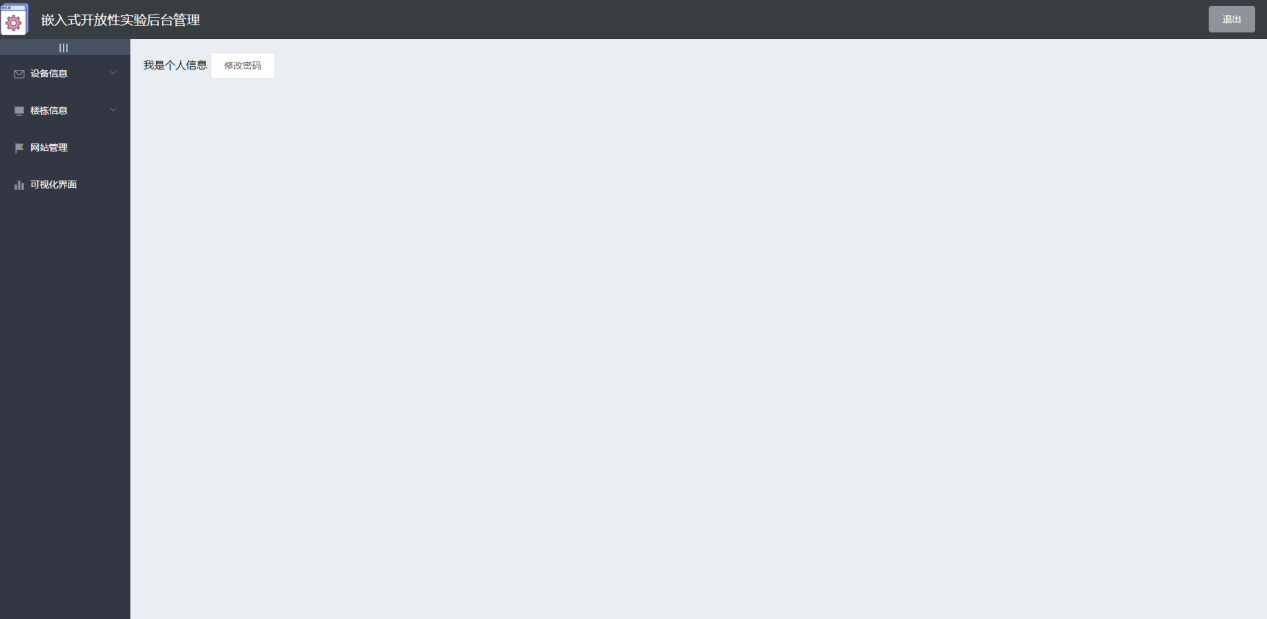 嵌入式开放性实验后台管理
退出
|||
设备信息
我是个人信息 修改密码
楼栋信息
网站管理
可视化界面